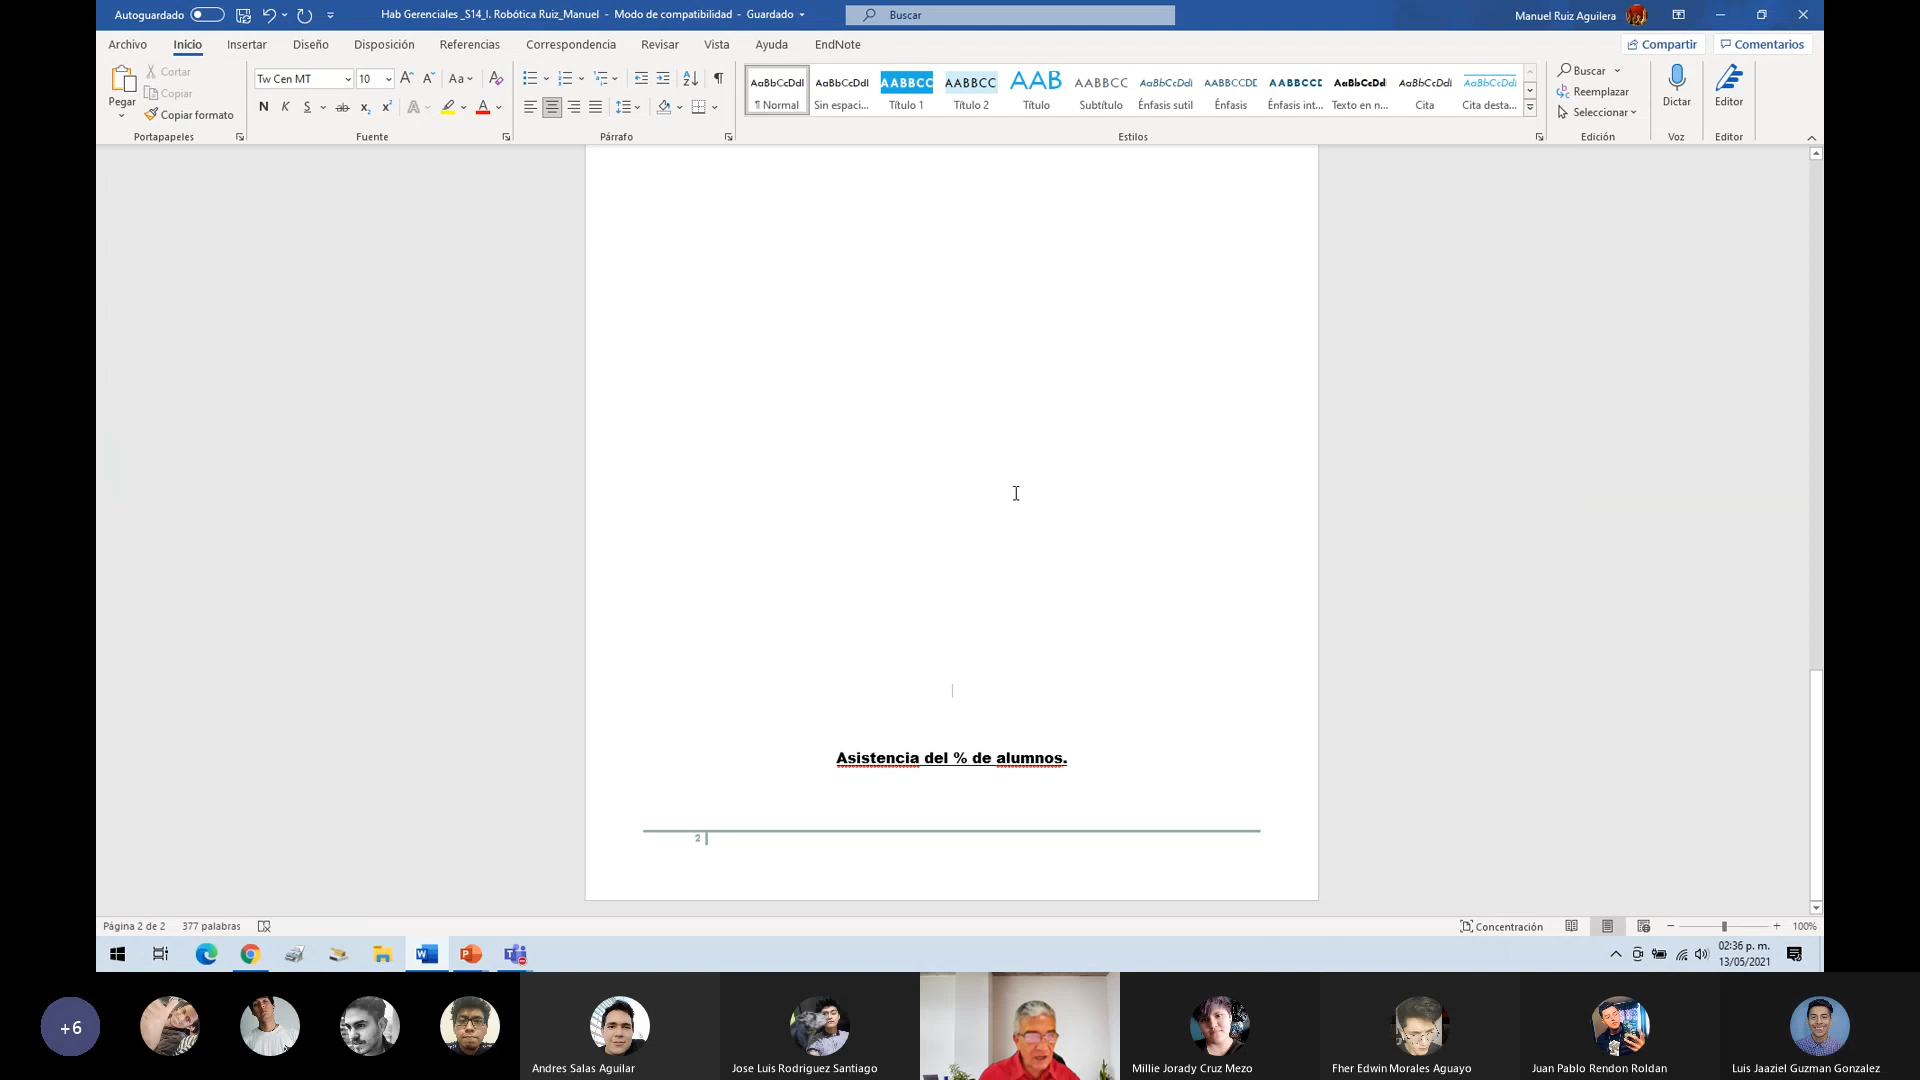 Autoguardado
Hab Gerenciales _S14_I. Robótica Ruiz_Manuel - Modo de compatibilidad - Guardado
Buscar
Manuel Ruiz Aguilera
Archivo Inicio Insertar Diseño Disposición Referencias Correspondencia Revisar Vista Ayuda EndNote
Compartir Comentarios
Pegar
Cortar
Copiar
Copiar formato
Portapapeles
Tw Cen MT 10
Aa
N K S ab x₂ x²
Fuente
Párrafo
AaBbCcDdI AaBbCcDdI AABBCC AABBCC AAB AABBCC AaBbCcDdI AABBCCDE AABBCCI AaBbCcDd AaBbCcDdI AaBbCcDdI
¶ Normal Sin espaci... Título 1 Título 2 Título Subtítulo Énfasis sutil Énfasis Énfasis int... Texto en n... Cita Cita desta...
Estilos
Buscar
Reemplazar
Seleccionar
Edición
Dictar
Voz
Editor
Editor
Asistencia del % de alumnos.
2
Página 2 de 2 377 palabras
Concentración
100%
02:36 p. m.
13/05/2021
+6
Andres Salas Aguilar
Jose Luis Rodriguez Santiago
Millie Jorady Cruz Mezo
Fher Edwin Morales Aguayo
Juan Pablo Rendon Roldan
Luis Jaaziel Guzman Gonzalez